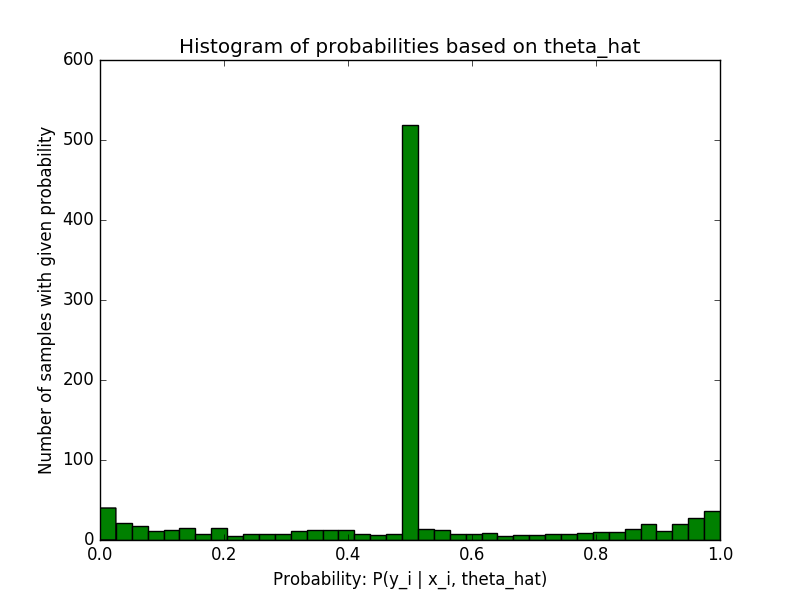 Histogram of probabilities based on theta_hat
600
500
400
300
200
100
0
Number of samples with given probability
0.0 0.2 0.4 0.6 0.8 1.0
Probability: P(y_i | x_i, theta_hat)